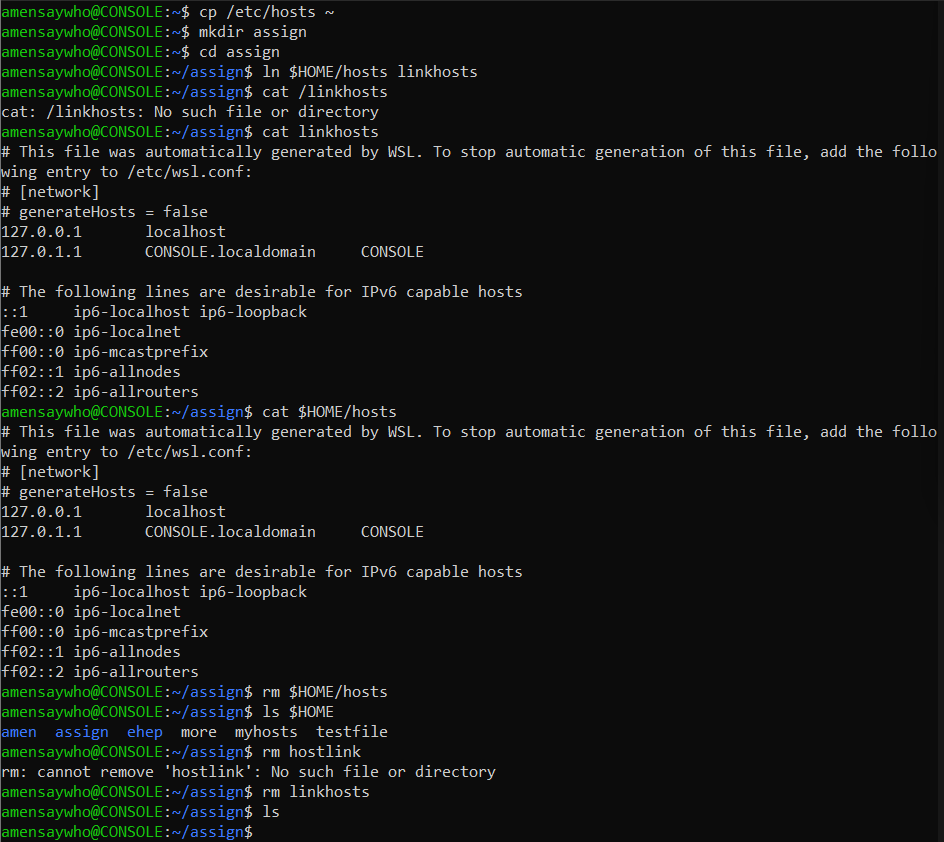 amensaywho@CONSOLE:~$ cp /etc/hosts ~
amensaywho@CONSOLE:~$ mkdir assign
amensaywho@CONSOLE:~$ cd assign
amensaywho@CONSOLE:~/assign$ ln $HOME/hosts linkhosts
amensaywho@CONSOLE:~/assign$ cat /linkhosts
cat: /linkhosts: No such file or directory
amensaywho@CONSOLE:~/assign$ cat linkhosts
# This file was automatically generated by WSL. To stop automatic generation of this file, add the follo
wing entry to /etc/wsl.conf:
# [network]
# generateHosts = false
127.0.0.1       localhost
127.0.1.1       CONSOLE.localdomain     CONSOLE

# The following lines are desirable for IPv6 capable hosts
::1     ip6-localhost ip6-loopback
fe00::0 ip6-localnet
ff00::0 ip6-mcastprefix
ff02::1 ip6-allnodes
ff02::2 ip6-allrouters
amensaywho@CONSOLE:~/assign$ cat $HOME/hosts
# This file was automatically generated by WSL. To stop automatic generation of this file, add the follo
wing entry to /etc/wsl.conf:
# [network]
# generateHosts = false
127.0.0.1       localhost
127.0.1.1       CONSOLE.localdomain     CONSOLE

# The following lines are desirable for IPv6 capable hosts
::1     ip6-localhost ip6-loopback
fe00::0 ip6-localnet
ff00::0 ip6-mcastprefix
ff02::1 ip6-allnodes
ff02::2 ip6-allrouters
amensaywho@CONSOLE:~/assign$ rm $HOME/hosts
amensaywho@CONSOLE:~/assign$ ls $HOME
amen  assign  ehep  more  myhosts  testfile
amensaywho@CONSOLE:~/assign$ rm hostlink
rm: cannot remove 'hostlink': No such file or directory
amensaywho@CONSOLE:~/assign$ rm linkhosts
amensaywho@CONSOLE:~/assign$ ls
amensaywho@CONSOLE:~/assign$